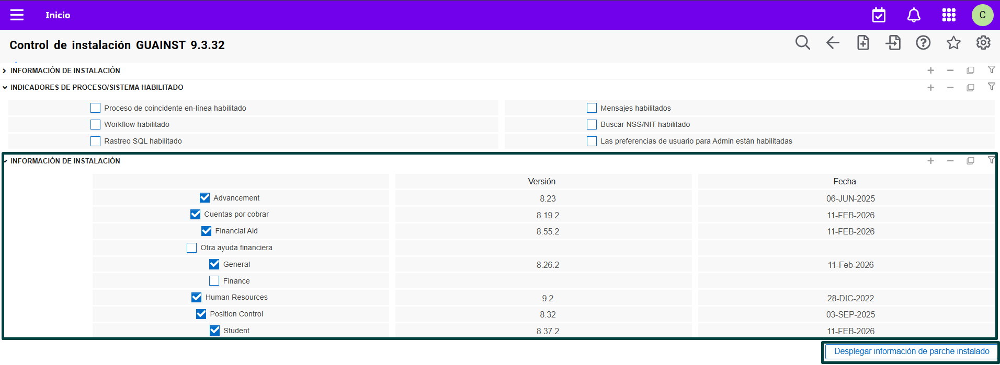 Inicio
C
Control de instalación GUAINST 9.3.32
INFORMACIÓN DE INSTALACIÓN
INDICADORES DE PROCESO/SISTEMA HABILITADO
Proceso de coincidente en-línea habilitado
Mensajes habilitados
Workflow habilitado
Buscar NSS/NIT habilitado
Rastreo SQL habilitado
Las preferencias de usuario para Admin están habilitadas
INFORMACIÓN DE INSTALACIÓN
Versión Fecha
Advancement 8.23 06-JUN-2025
Cuentas por cobrar 8.19.2 11-FEB-2026
Financial Aid 8.55.2 11-FEB-2026
Otra ayuda financiera
General 8.26.2 11-Feb-2026
Finance
Human Resources 9.2 28-DIC-2022
Position Control 8.32 03-SEP-2025
Student 8.37.2 11-FEB-2026
Desplegar información de parche instalado